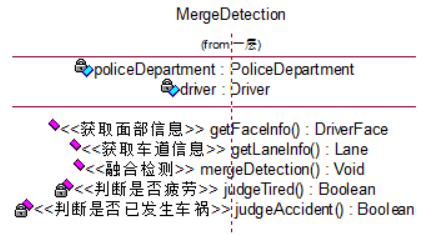 MergeDetection
(from 一层)
policeDepartment : PoliceDepartment
driver : Driver
<<获取面部信息>> getFaceInfo() : DriverFace
<<获取车道信息>> getLaneInfo() : Lane
<<融合检测>> mergeDetection() : Void
<<判断是否疲劳>> judgeTired() : Boolean
<<判断是否已发生车祸>> judgeAccident() : Boolean